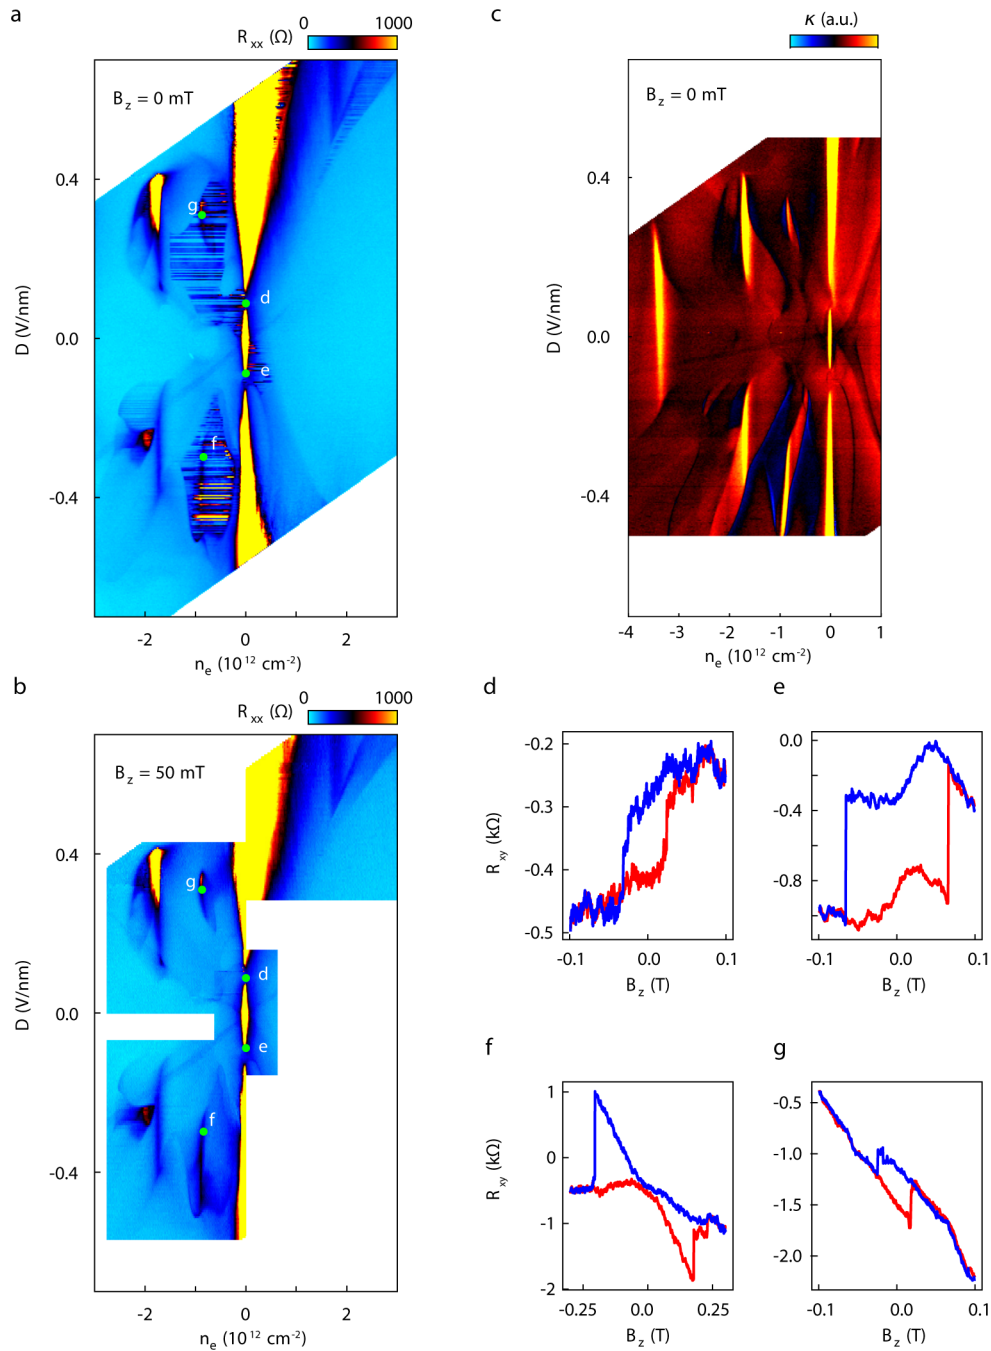 a
R xx (Ω)
0
1000
B z = 0 mT
g
d
e
f
D (V/nm)
0.4
0.0
-0.4
-2
0
2
n e (10 12 cm-2)
c
κ (a.u.)
B z = 0 mT
D (V/nm)
0.4
0.0
-0.4
-4
-3
-2
-1
0
1
n e (10 12 cm-2)
b
R xx (Ω)
0
1000
B z = 50 mT
g
d
e
f
D (V/nm)
0.4
0.0
-0.4
-2
0
2
n e (10 12 cm-2)
d
R xy (kΩ)
-0.2
-0.3
-0.4
-0.5
-0.1
0.0
0.1
B z (T)
e
0.0
-0.4
-0.8
-0.1
0.0
0.1
B z (T)
f
R xy (kΩ)
1
0
-1
-2
-0.25
0.0
0.25
B z (T)
g
-0.5
-1.0
-1.5
-2.0
-0.1
0.0
0.1
B z (T)